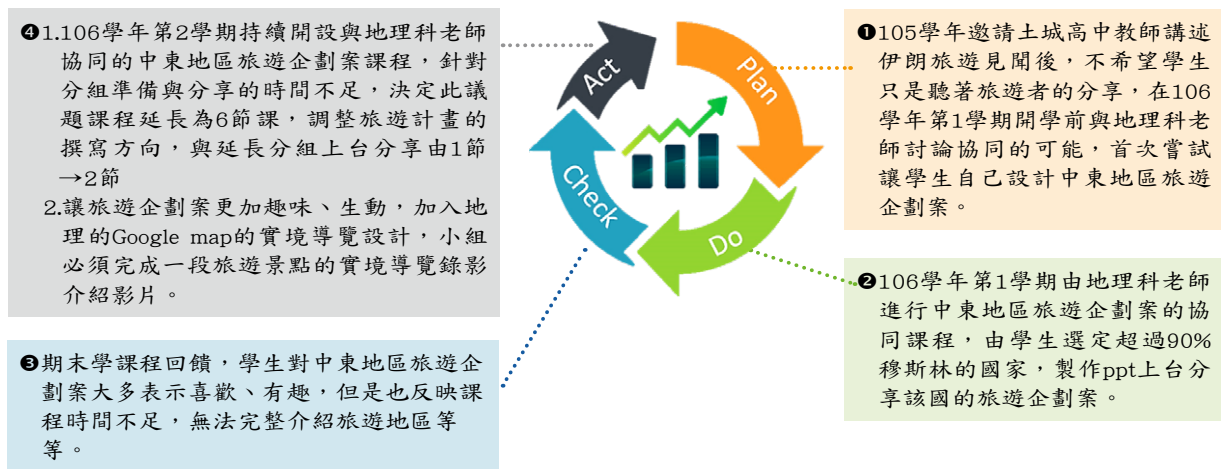 ❹1.106學年第2學期持續開設與地理科老師
協同的中東地區旅遊企劃案課程，針對
分組準備與分享的時間不足，決定此議
題課程延長為6節課，調整旅遊計畫的
撰寫方向，與延長分組上台分享由1節
→2節
2.讓旅遊企劃案更加趣味、生動，加入地
理的Google map的實境導覽設計，小組
必須完成一段旅遊景點的實境導覽錄影
介紹影片。
Act
Plan
Check
Do
❶105學年邀請土城高中教師講述
伊朗旅遊見聞後，不希望學生
只是聽著旅遊者的分享，在106
學年第1學期開學前與地理科老
師討論協同的可能，首次嘗試
讓學生自己設計中東地區旅遊
企劃案。
❷106學年第1學期由地理科老師
進行中東地區旅遊企劃案的協
同課程，由學生選定超過90%
穆斯林的國家，製作ppt上台分
享該國的旅遊企劃案。
❸期末學課程回饋，學生對中東地區旅遊企
劃案大多表示喜歡、有趣，但是也反映課
程時間不足，無法完整介紹旅遊地區等
等。